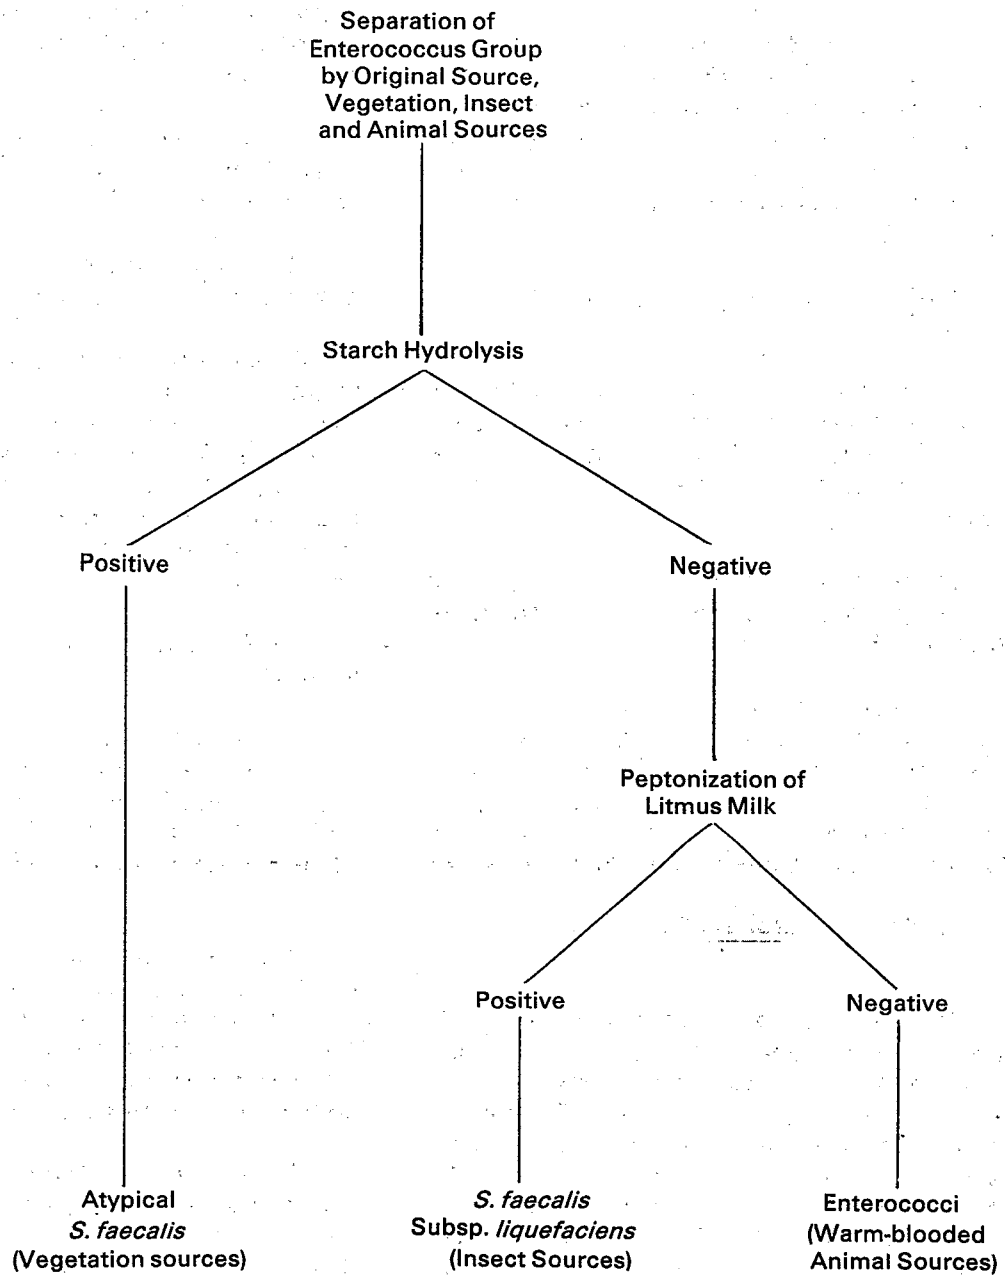 Separation of
Enterococcus Group
by Original Source,
Vegetation, Insect
and Animal Sources
Starch Hydrolysis
Positive
Negative
Peptonization of
Litmus Milk
Positive
Negative
Atypical
S. faecalis
(Vegetation sources)
S. faecalis
Subsp. liquefaciens
(Insect Sources)
Enterococci
(Warm-blooded
Animal Sources)